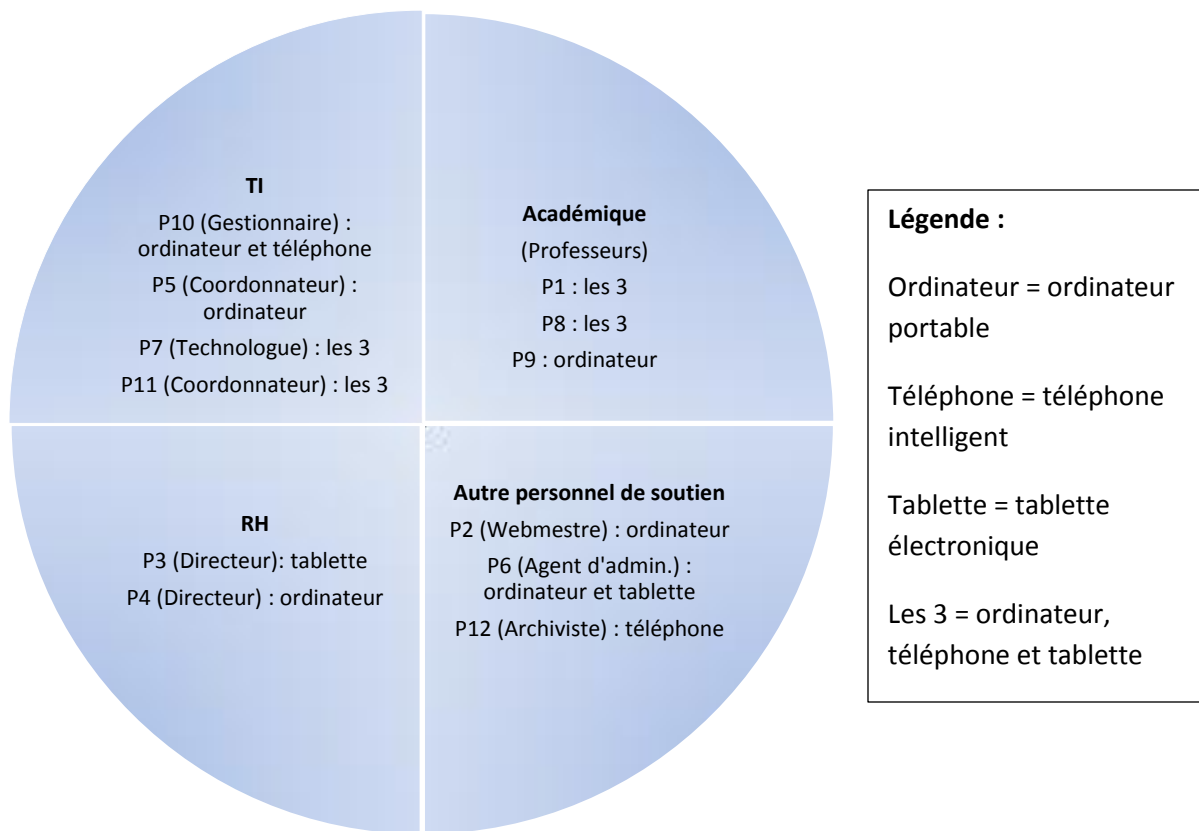 TI
P10 (Gestionnaire) :
ordinateur et téléphone
P5 (Coordonnateur) :
ordinateur
P7 (Technologue) : les 3
P11 (Coordonnateur) : les 3
Académique
(Professeurs)
P1 : les 3
P8 : les 3
P9 : ordinateur
RH
P3 (Directeur): tablette
P4 (Directeur) : ordinateur
Autre personnel de soutien
P2 (Webmestre) : ordinateur
P6 (Agent d'admin.) :
ordinateur et tablette
P12 (Archiviste) : téléphone
Légende :
Ordinateur = ordinateur
portable
Téléphone = téléphone
intelligent
Tablette = tablette
électronique
Les 3 = ordinateur,
téléphone et tablette